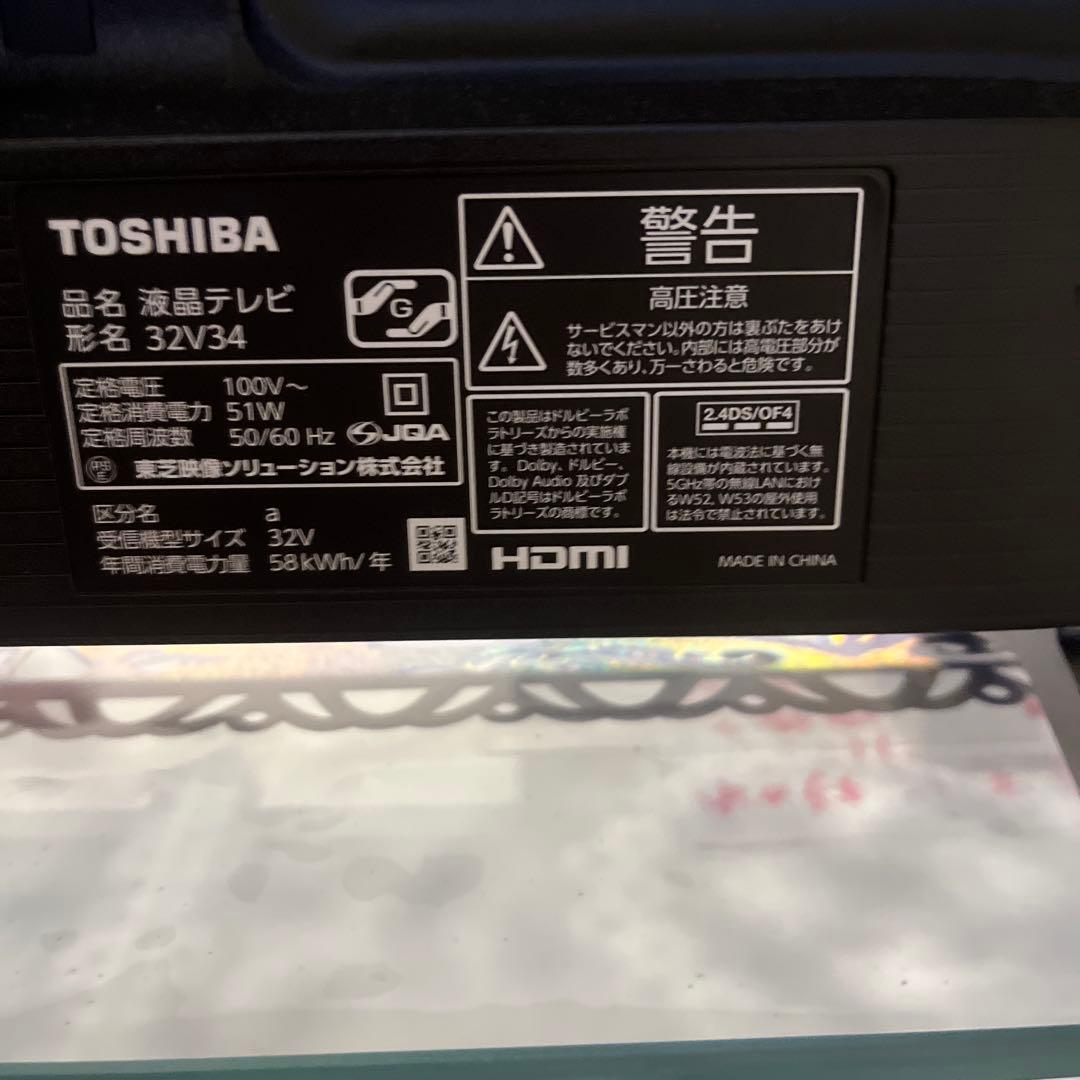 TOSHIBA
品名 液晶テレビ
形名 32V34
G
定格電圧 100V～
定格消費電力 51W
定格周波数 50/60 Hz
JQA
東芝映像ソリューション株式会社
区分名 a
受信機型サイズ 32V
年間消費電力量 58kWh/年
警告
高圧注意
サービスマン以外の方は裏ぶたをあけ
ないでください。内部には高電圧部分が
数多くあり、万一さわると危険です。
この製品はドルビーラボ
ラトリーズからの実施権
に基づき製造されていま
す。Dolby、ドルビー、
Dolby Audio 及びダブ
ルD記号はドルビーラボ
ラトリーズの商標です。
2.4DS/OF4
本機には電波法に基づく無
線設備が内蔵されています。
5GHz帯の無線LANにおけ
るW52、W53の屋外使用
は法令で禁止されています。
HDMI
MADE IN CHINA